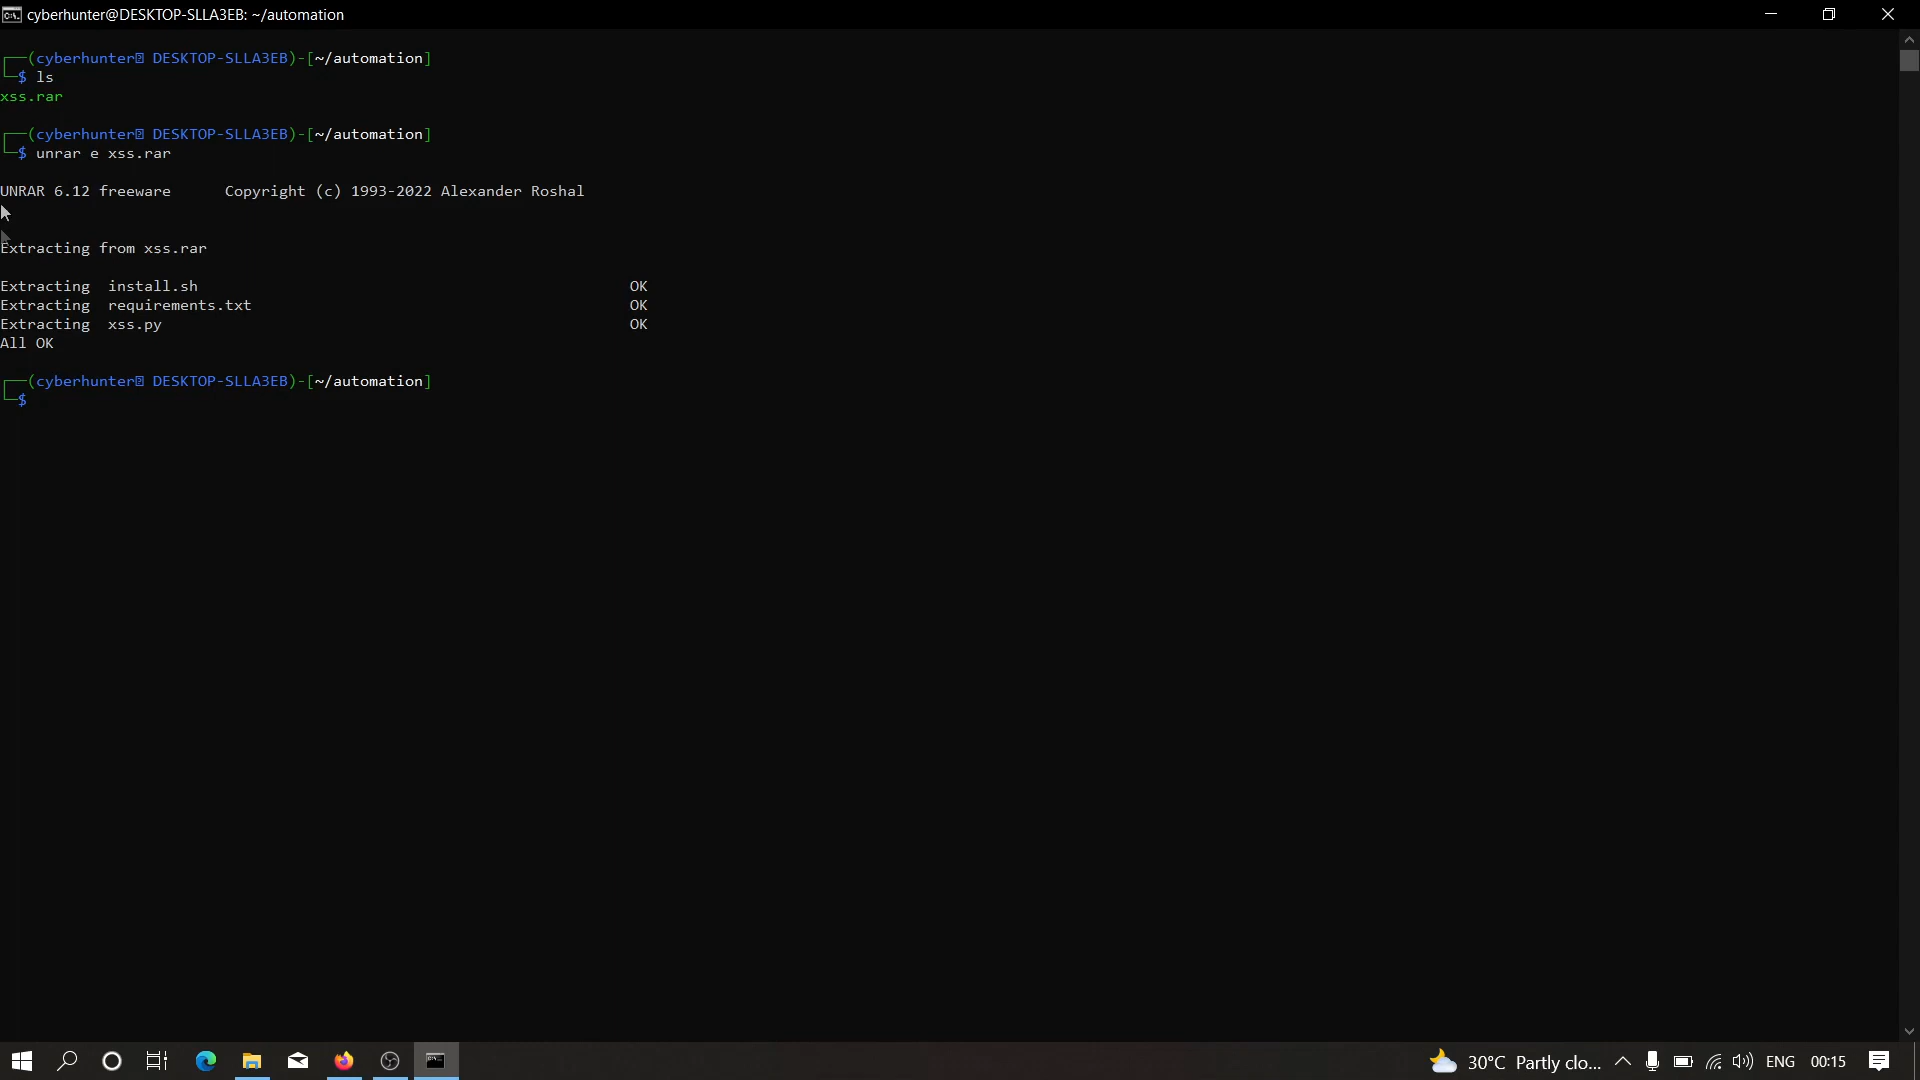 cyberhunter@DESKTOP-SLLA3EB: ~/automation
┌──(cyberhunter⍰ DESKTOP-SLLA3EB)-[~/automation]
└─$ ls
xss.rar
┌──(cyberhunter⍰ DESKTOP-SLLA3EB)-[~/automation]
└─$ unrar e xss.rar
UNRAR 6.12 freeware      Copyright (c) 1993-2022 Alexander Roshal
Extracting from xss.rar
Extracting  install.sh                                                OK
Extracting  requirements.txt                                          OK
Extracting  xss.py                                                    OK
All OK
┌──(cyberhunter⍰ DESKTOP-SLLA3EB)-[~/automation]
└─$
30°C Partly clo... ENG 00:15